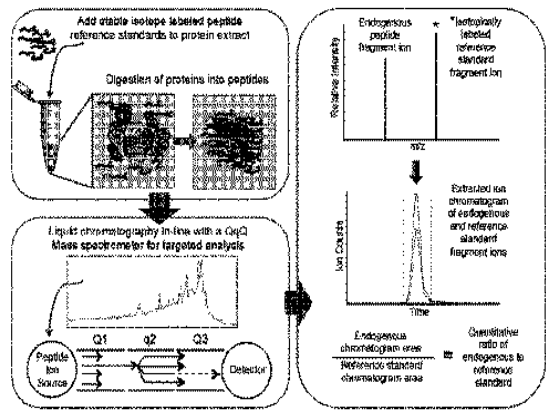 Add stable isotope labeled peptide
reference standards to protein extract
Digestion of proteins into peptides
Liquid chromatography in-line with a QqQ
Mass spectrometer for targeted analysis
Q1 q2 Q3
Peptide
Ion
Source
Detector
Endogenous
peptide
fragment ion
*
*Isotopically
labeled
reference
standard
fragment ion
Relative Intensity
m/z
Extracted ion
chromatogram
of endogenous
and reference
standard
fragment ions
Ion Counts
Time
Endogenous
chromatogram area
Reference standard
chromatogram area
=
Quantitative
ratio of
endogenous to
reference
standard